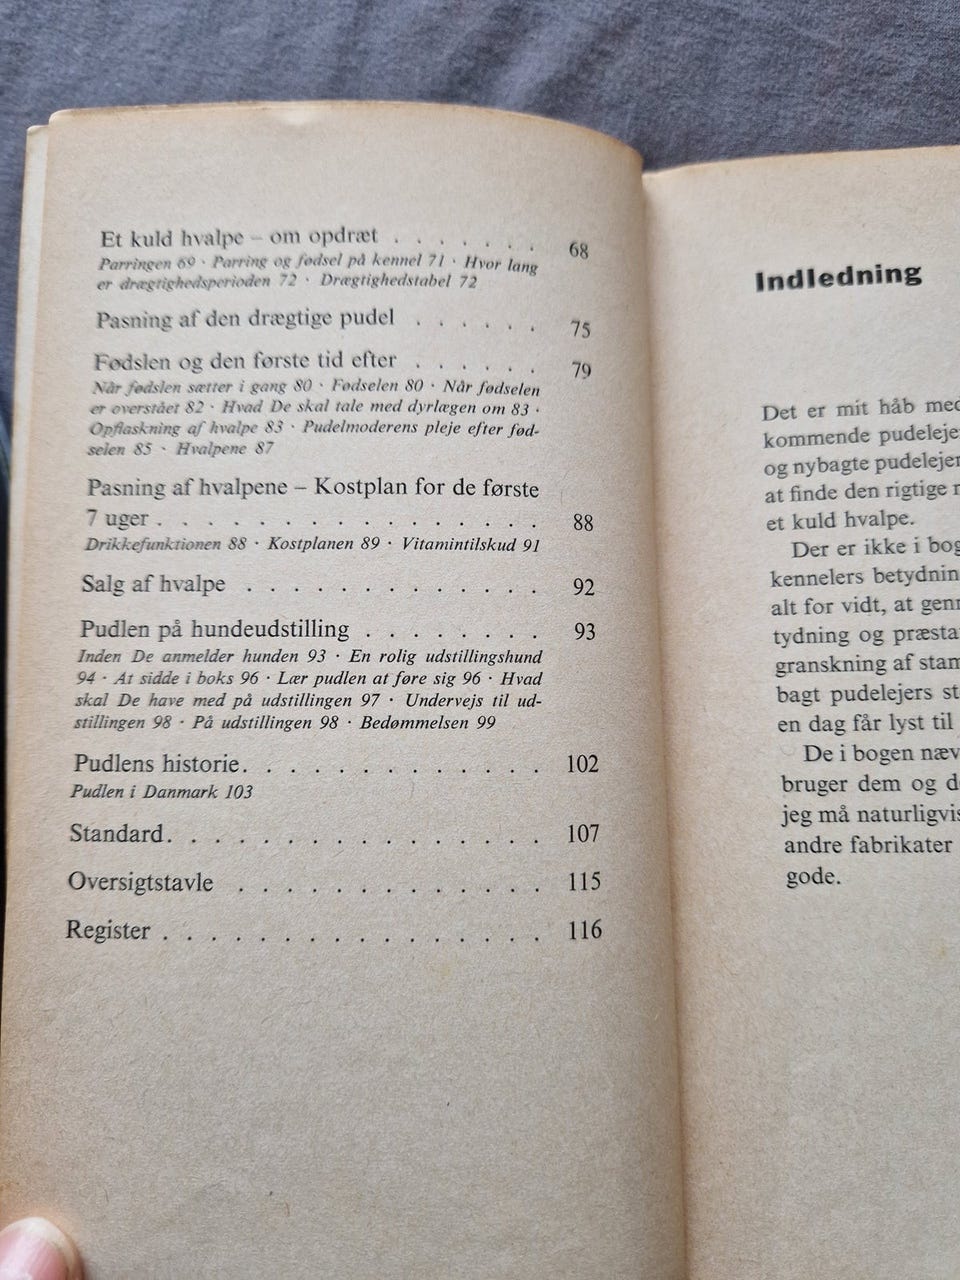 Et kuld hvalpe – om opdræt . . . . . . . 68
Parringen 69 · Parring og fødsel på kennel 71 · Hvor lang
er drægtighedsperioden 72 · Drægtighedstabel 72
Pasning af den drægtige pudel . . . . . . 75
Fødslen og den første tid efter . . . . . . 79
Når fødslen sætter i gang 80 · Fødselen 80 · Når fødselen
er overstået 82 · Hvad De skal tale med dyrlægen om 83 ·
Opflaskning af hvalpe 83 · Pudelmoderens pleje efter fød-
selen 85 · Hvalpene 87
Pasning af hvalpene – Kostplan for de første
7 uger . . . . . . . . . . . . . . . . . 88
Drikkefunktionen 88 · Kostplanen 89 · Vitamintilskud 91
Salg af hvalpe . . . . . . . . . . . . . 92
Pudlen på hundeudstilling . . . . . . . . 93
Inden De anmelder hunden 93 · En rolig udstillingshund
94 · At sidde i boks 96 · Lær pudlen at føre sig 96 · Hvad
skal De have med på udstillingen 97 · Undervejs til ud-
stillingen 98 · På udstillingen 98 · Bedømmelsen 99
Pudlens historie. . . . . . . . . . . . . 102
Pudlen i Danmark 103
Standard. . . . . . . . . . . . . . . . 107
Oversigtstavle . . . . . . . . . . . . . 115
Register . . . . . . . . . . . . . . . . 116
Indledning
Det er mit håb med
kommende pudelejer
og nybagte pudelejer
at finde den rigtige
et kuld hvalpe.
Der er ikke i bog
kennelers betydnin
alt for vidt, at gen
tydning og præsta
granskning af stam
bagt pudelejers st
en dag får lyst til
De i bogen næv
bruger dem og d
jeg må naturligvis
andre fabrikater
gode.